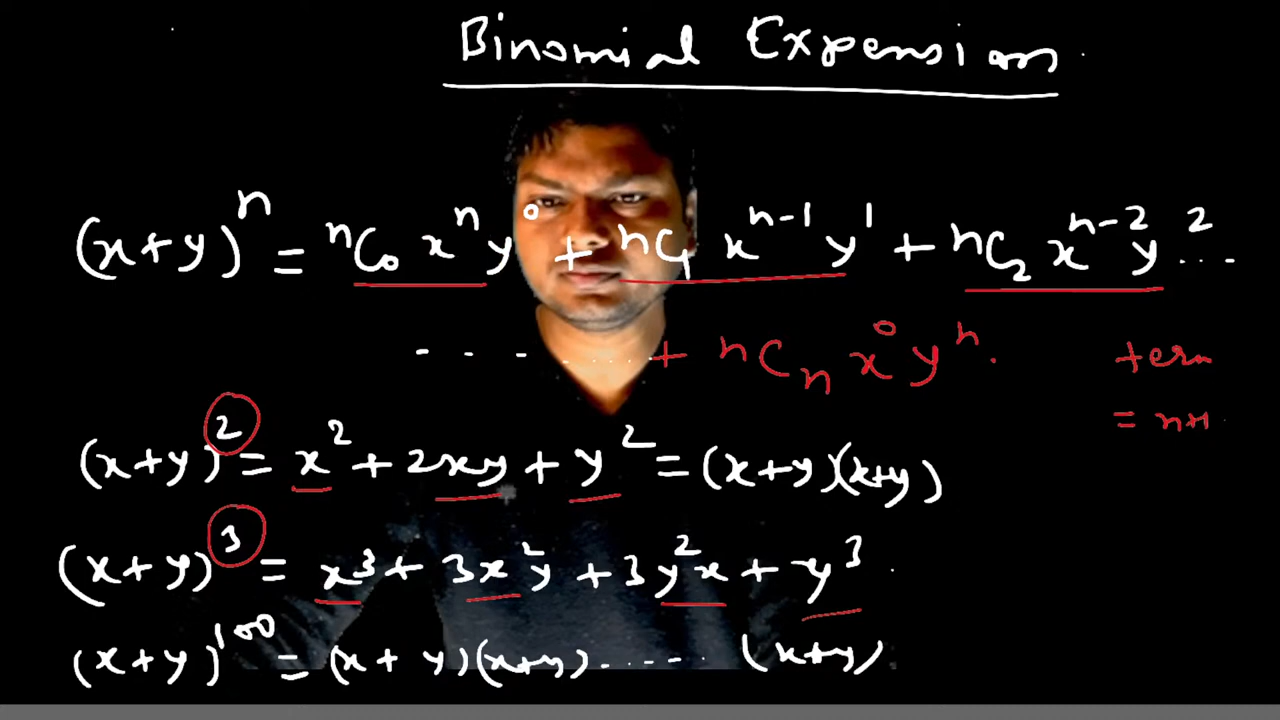 Binomial Expension
(x+y)ⁿ = ⁿC₀ xⁿ y⁰ + ⁿC₁ xⁿ⁻¹ y¹ + ⁿC₂ xⁿ⁻² y² ....
- - - ...... + ⁿCₙ x⁰ yⁿ.
term
= n+1
(x+y)² = x² + 2xy + y² = (x+y)(x+y)
(x+y)³ = x³ + 3x²y + 3y²x + y³.
(x+y)¹⁰⁰ = (x+y)(x+y)...... (x+y)